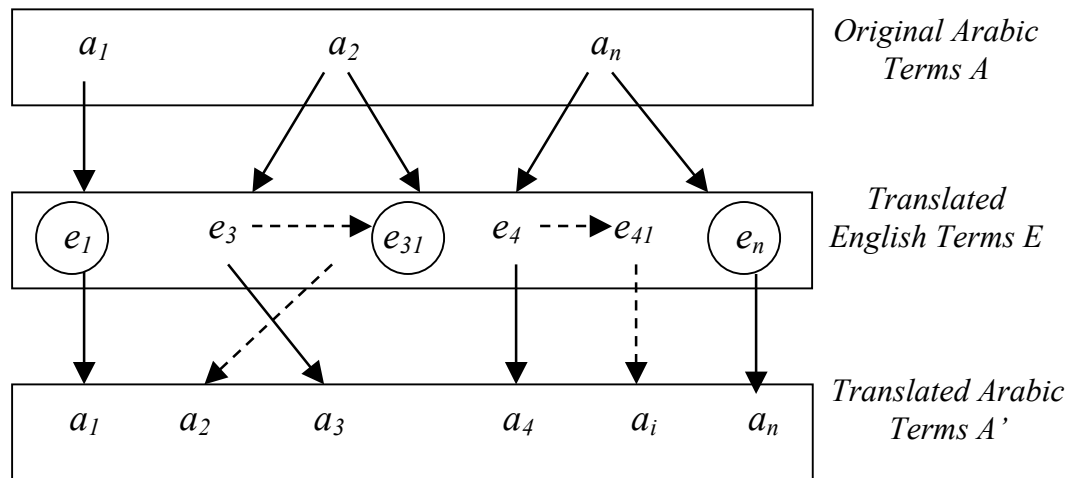 a₁ a₂ aₙ
Original Arabic
Terms A
e₁ e₃ e₃₁ e₄ e₄₁ eₙ
Translated
English Terms E
a₁ a₂ a₃ a₄ aᵢ aₙ
Translated Arabic
Terms A’